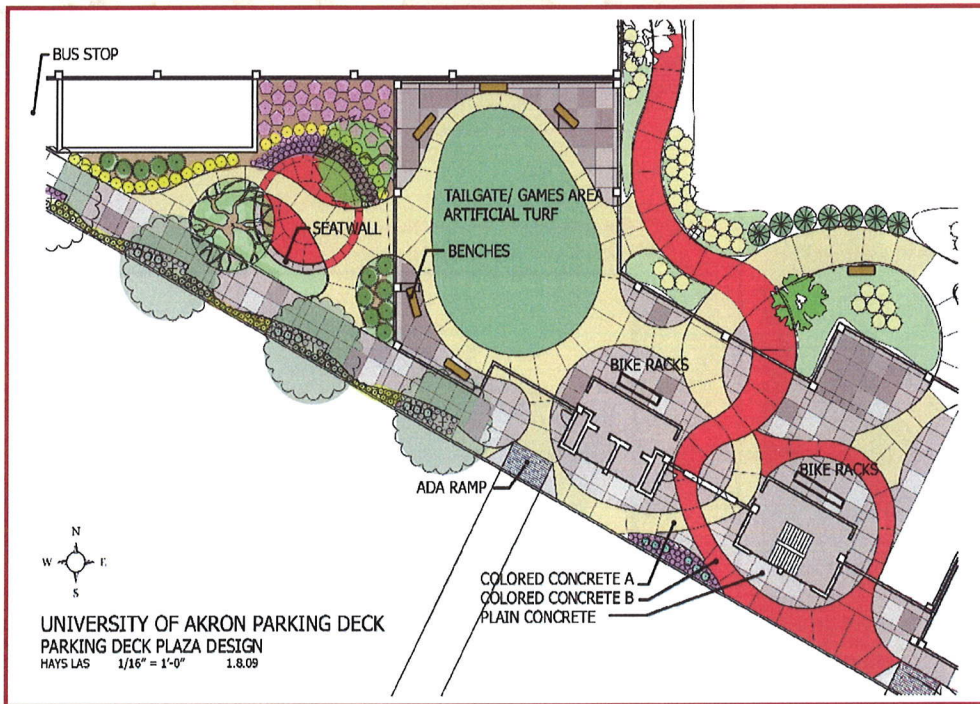 BUS STOP
TAILGATE/ GAMES AREA
ARTIFICIAL TURF
SEATWALL
BENCHES
BIKE RACKS
BIKE RACKS
ADA RAMP
COLORED CONCRETE A
COLORED CONCRETE B
PLAIN CONCRETE
N
W E
S
UNIVERSITY OF AKRON PARKING DECK
PARKING DECK PLAZA DESIGN
HAYS LAS 1/16" = 1'-0" 1.8.09